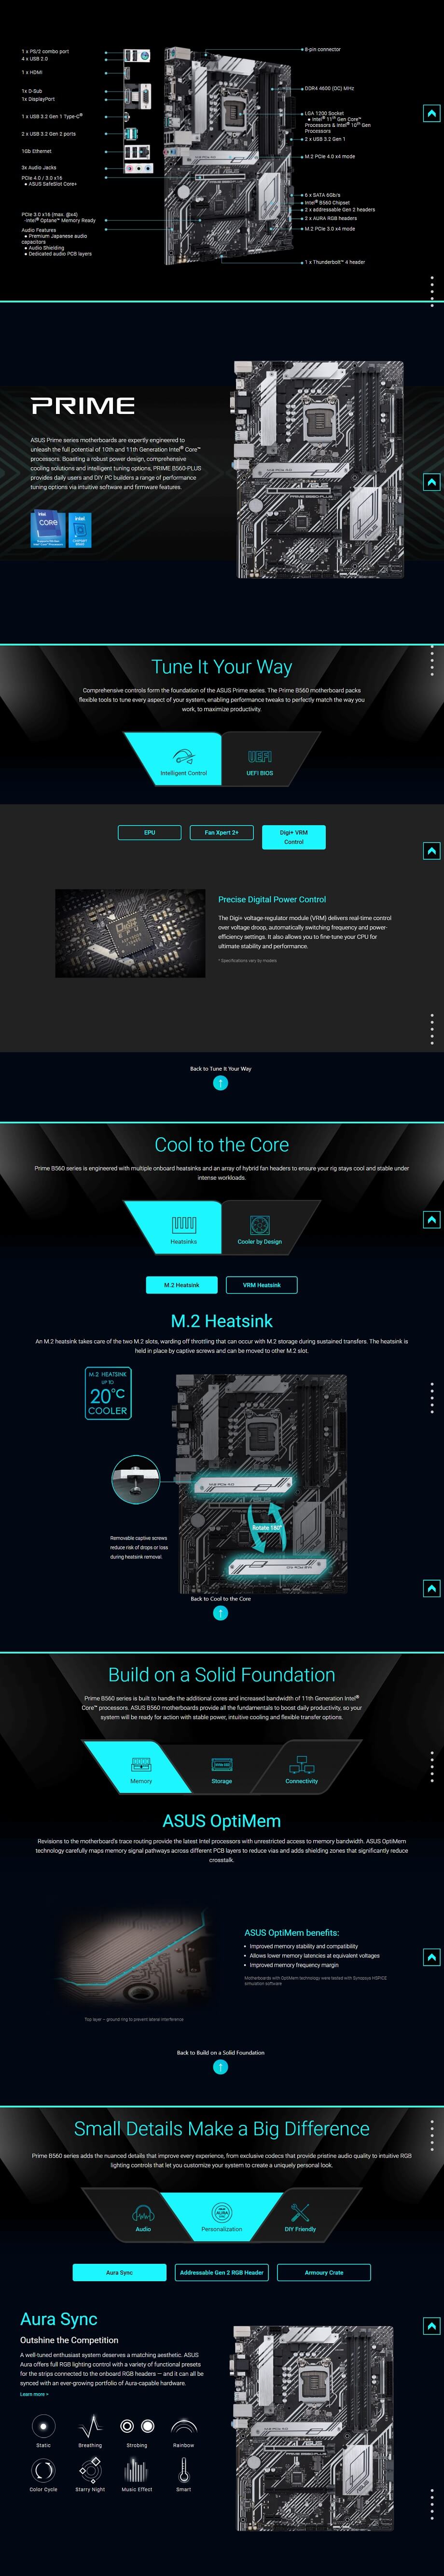 1 x PS/2 combo port
4 x USB 2.0
1 x HDMI
1x D-Sub
1x DisplayPort
1 x USB 3.2 Gen 1 Type-C®
2 x USB 3.2 Gen 2 ports
1Gb Ethernet
3x Audio Jacks
PCIe 4.0 / 3.0 x16
● ASUS SafeSlot Core+
PCIe 3.0 x16 (max. @x4)
-Intel® Optane™ Memory Ready
Audio Features
● Premium Japanese audio
capacitors
● Audio Shielding
● Dedicated audio PCB layers
8-pin connector
DDR4 4600 (OC) MHz
LGA 1200 Socket
● Intel® 11th Gen Core™
Processors & Intel® 10th Gen
Processors
2 x USB 3.2 Gen 1
M.2 PCIe 4.0 x4 mode
6 x SATA 6Gb/s
Intel® B560 Chipset
2 x addressable Gen 2 headers
2 x AURA RGB headers
M.2 PCIe 3.0 x4 mode
1 x Thunderbolt™ 4 header
PRIME
ASUS Prime series motherboards are expertly engineered to
unleash the full potential of 10th and 11th Generation Intel® Core™
processors. Boasting a robust power design, comprehensive
cooling solutions and intelligent tuning options, PRIME B560-PLUS
provides daily users and DIY PC builders a range of performance
tuning options via intuitive software and firmware features.
intel
CORE
intel
PRIME B560-PLUS
Tune It Your Way
Comprehensive controls form the foundation of the ASUS Prime series. The Prime B560 motherboard packs
flexible tools to tune every aspect of your system, enabling performance tweaks to perfectly match the way you
work, to maximize productivity.
Intelligent Control
UEFI
UEFI BIOS
EPU
Fan Xpert 2+
Digi+ VRM
Control
Precise Digital Power Control
The Digi+ voltage-regulator module (VRM) delivers real-time control
over voltage droop, automatically switching frequency and power-
efficiency settings. It also allows you to fine-tune your CPU for
ultimate stability and performance.
* Specifications vary by models
Back to Tune It Your Way
Cool to the Core
Prime B560 series is engineered with multiple onboard heatsinks and an array of hybrid fan headers to ensure your rig stays cool and stable under
intense workloads.
Heatsinks
Cooler by Design
M.2 Heatsink
VRM Heatsink
M.2 Heatsink
An M.2 heatsink takes care of the two M.2 slots, warding off throttling that can occur with M.2 storage during sustained transfers. The heatsink is
held in place by captive screws and can be moved to other M.2 slot.
M.2 HEATSINK
UP TO
20°C
COOLER
Rotate 180°
Removable captive screws
reduce risk of drops or loss
during heatsink removal.
Back to Cool to the Core
Build on a Solid Foundation
Prime B560 series is built to handle the additional cores and increased bandwidth of 11th Generation Intel®
Core™ processors. ASUS B560 motherboards provide all the fundamentals to boost daily productivity, so your
system will be ready for action with stable power, intuitive cooling and flexible transfer options.
Memory
Storage
Connectivity
ASUS OptiMem
Revisions to the motherboard's trace routing provide the latest Intel processors with unrestricted access to memory bandwidth. ASUS OptiMem
technology carefully maps memory signal pathways across different PCB layers to reduce vias and adds shielding zones that significantly reduce
crosstalk.
ASUS OptiMem benefits:
• Improved memory stability and compatibility
• Allows lower memory latencies at equivalent voltages
• Improved memory frequency margin
Motherboards with OptiMem technology were tested with Synopsys HSPICE
simulation software
Top layer – ground ring to prevent lateral interference
Back to Build on a Solid Foundation
Small Details Make a Big Difference
Prime B560 series adds the nuanced details that improve every experience, from exclusive codecs that provide pristine audio quality to intuitive RGB
lighting controls that let you customize your system to create a uniquely personal look.
Audio
AURA
Personalization
DIY Friendly
Aura Sync
Addressable Gen 2 RGB Header
Armoury Crate
Aura Sync
Outshine the Competition
A well-tuned enthusiast system deserves a matching aesthetic. ASUS
Aura offers full RGB lighting control with a variety of functional presets
for the strips connected to the onboard RGB headers — and it can all be
synced with an ever-growing portfolio of Aura-capable hardware.
Learn more >
Static
Breathing
Strobing
Rainbow
Color Cycle
Starry Night
Music Effect
Smart